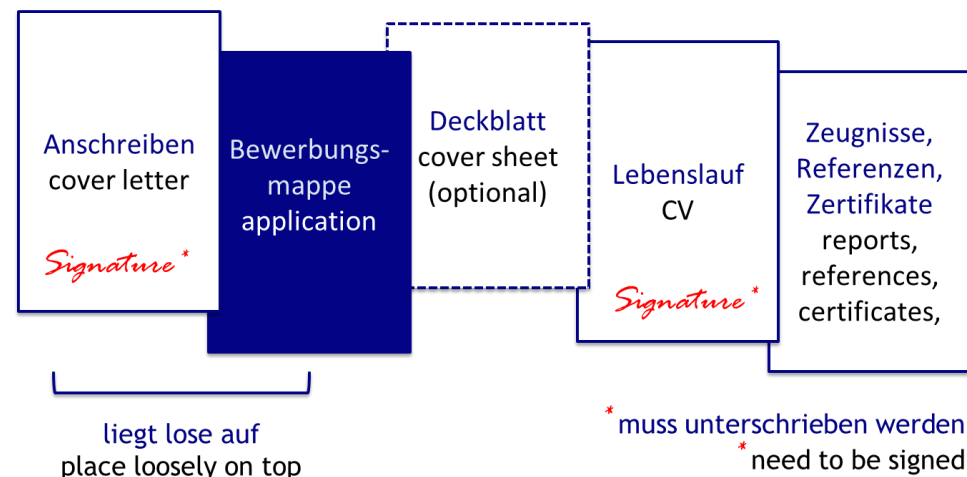 Anschreiben
cover letter
Signature *
Bewerbungs-
mappe
application
Deckblatt
cover sheet
(optional)
Lebenslauf
CV
Signature *
Zeugnisse,
Referenzen,
Zertifikate
reports,
references,
certificates,
liegt lose auf
place loosely on top
* muss unterschrieben werden
* need to be signed